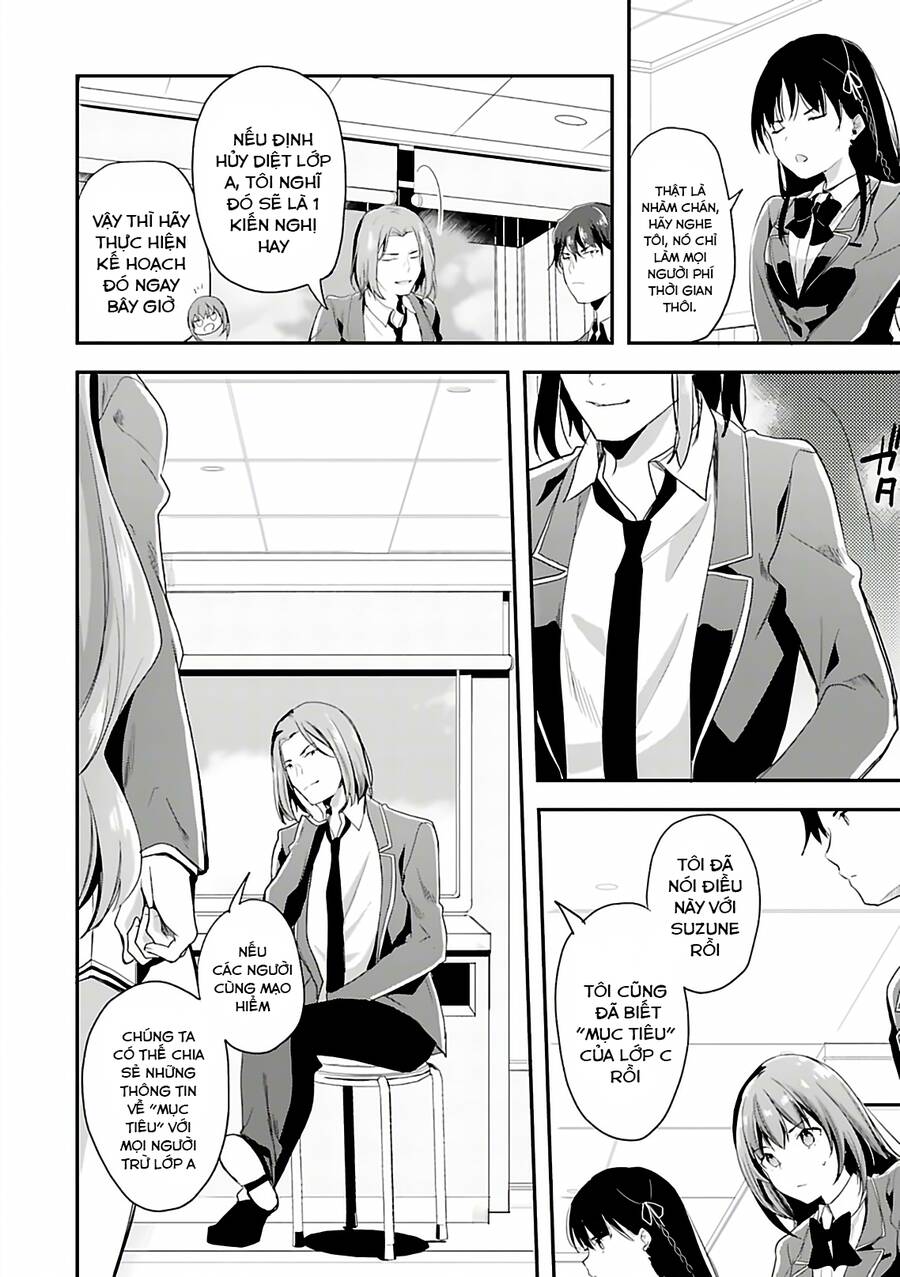 THẬT LÀ
NHÀM CHÁN,
HÃY NGHE
TÔI, NÓ CHỈ
LÀM MỌI
NGƯỜI PHÍ
THỜI GIAN
THÔI.
NẾU ĐỊNH
HỦY DIỆT LỚP
A, TÔI NGHĨ
ĐÓ SẼ LÀ 1
KIẾN NGHỊ
HAY
VẬY THÌ HÃY
THỰC HIỆN
KẾ HOẠCH
ĐÓ NGAY
BÂY GIỜ
ガタ
TÔI ĐÃ
NÓI ĐIỀU
NÀY VỚI
SUZUNE
RỒI
TÔI CŨNG
ĐÃ BIẾT
"MỤC TIÊU"
CỦA LỚP C
RỒI
NẾU
CÁC NGƯỜI
CÙNG MẠO
HIỂM
CHÚNG TA
CÓ THỂ CHIA
SẺ NHỮNG
THÔNG TIN
VỀ "MỤC
TIÊU" VỚI
MỌI NGƯỜI
TRỪ LỚP A